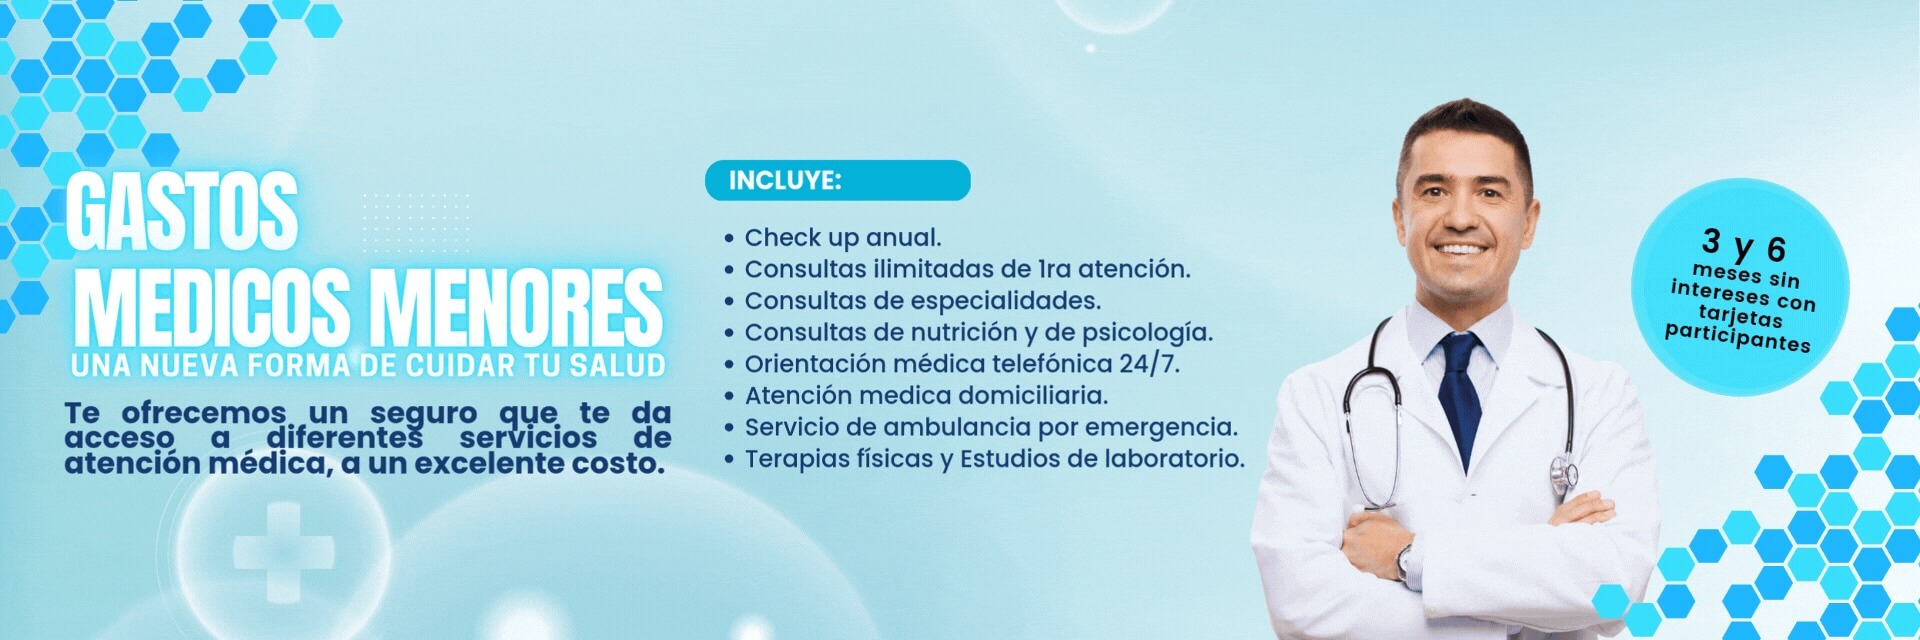 GASTOS
MEDICOS MENORES
UNA NUEVA FORMA DE CUIDAR TU SALUD
Te ofrecemos un seguro que te da
acceso a diferentes servicios de
atención médica, a un excelente costo.
INCLUYE:
• Check up anual.
• Consultas ilimitadas de 1ra atención.
• Consultas de especialidades.
• Consultas de nutrición y de psicología.
• Orientación médica telefónica 24/7.
• Atención medica domiciliaria.
• Servicio de ambulancia por emergencia.
• Terapias físicas y Estudios de laboratorio.
3 y 6
meses sin
intereses con
tarjetas
participantes